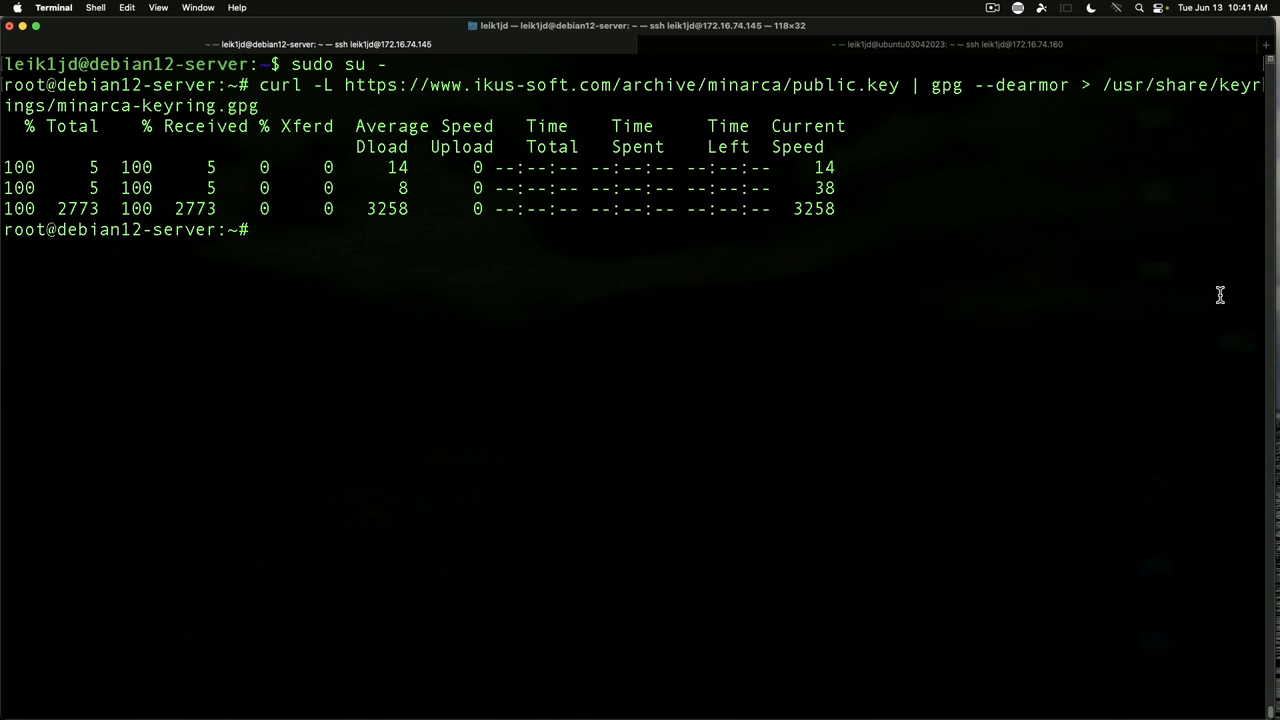 Terminal Shell Edit View Window Help Tue Jun 13 10:41 AM
leik1jd — leik1jd@debian12-server: ~ — ssh leik1jd@172.16.74.145 — 118×32
~ — leik1jd@debian12-server: ~ — ssh leik1jd@172.16.74.145 ~ — leik1jd@ubuntu03042023: ~ — ssh leik1jd@172.16.74.160 +
[leik1jd@debian12-server:~$ sudo su -
[root@debian12-server:~# curl -L https://www.ikus-soft.com/archive/minarca/public.key | gpg --dearmor > /usr/share/keyr
ings/minarca-keyring.gpg
% Total % Received % Xferd Average Speed Time Time Time Current
Dload Upload Total Spent Left Speed
100 5 100 5 0 0 14 0 --:--:-- --:--:-- --:--:-- 14
100 5 100 5 0 0 8 0 --:--:-- --:--:-- --:--:-- 38
100 2773 100 2773 0 0 3258 0 --:--:-- --:--:-- --:--:-- 3258
root@debian12-server:~#